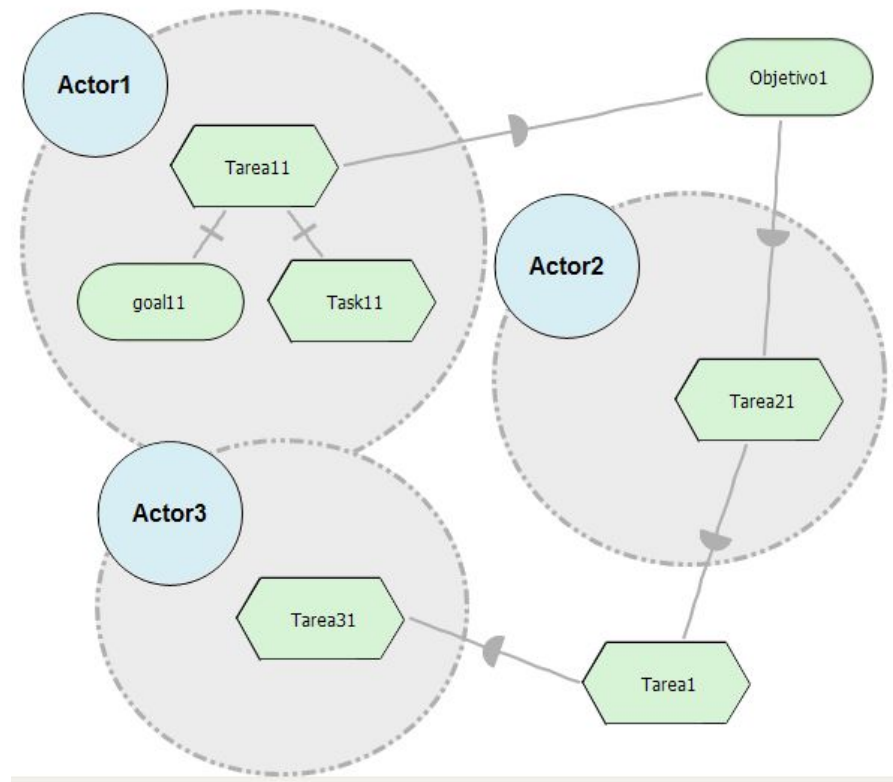 Actor1
Objetivo1
Tarea11
goal11
Task11
Actor2
Tarea21
Actor3
Tarea31
Tarea1